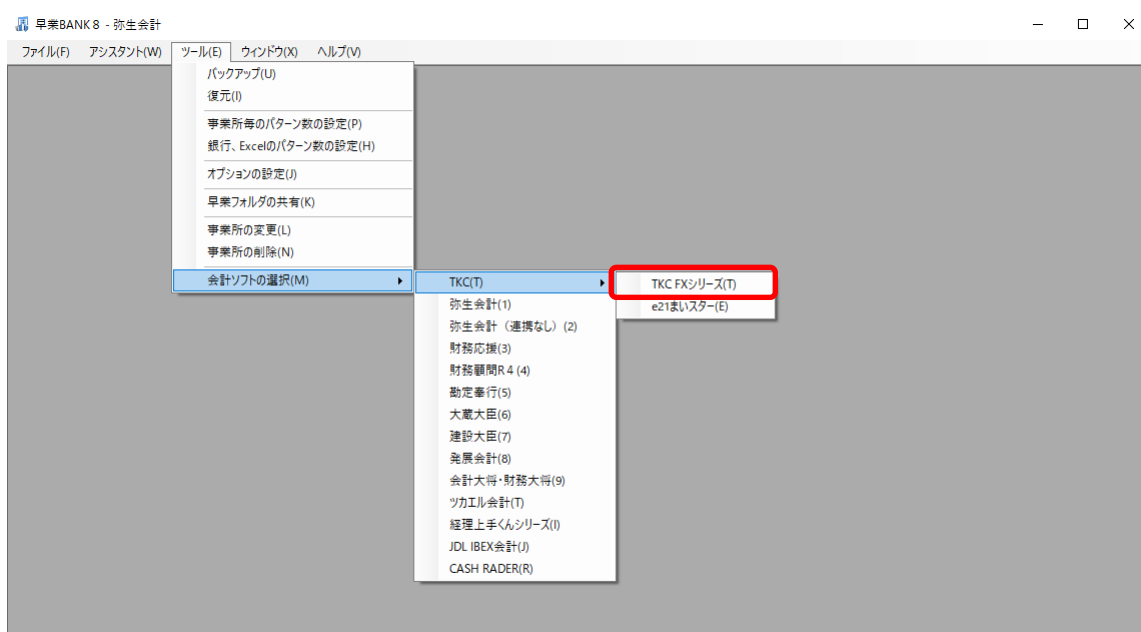 早業BANK 8 - 弥生会計
ファイル(F) アシスタント(W) ツール(E) ウィンドウ(X) ヘルプ(V)
バックアップ(U)
復元(I)
事業所毎のパターン数の設定(P)
銀行、Excelのパターン数の設定(H)
オプションの設定(J)
早業フォルダの共有(K)
事業所の変更(L)
事業所の削除(N)
会計ソフトの選択(M)
TKC(T)
弥生会計(1)
弥生会計（連携なし）(2)
財務応援(3)
財務顧問R４(4)
勘定奉行(5)
大蔵大臣(6)
建設大臣(7)
発展会計(8)
会計大将・財務大将(9)
ツカエル会計(T)
経理上手くんシリーズ(I)
JDL IBEX会計(J)
CASH RADER(R)
TKC FXシリーズ(T)
e21まいスター(E)